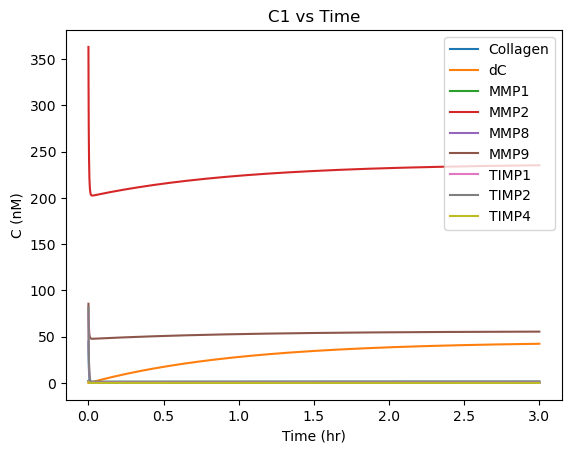 C1 vs Time
C (nM)
350
300
250
200
150
100
50
0
0.0 0.5 1.0 1.5 2.0 2.5 3.0
Time (hr)
Collagen
dC
MMP1
MMP2
MMP8
MMP9
TIMP1
TIMP2
TIMP4